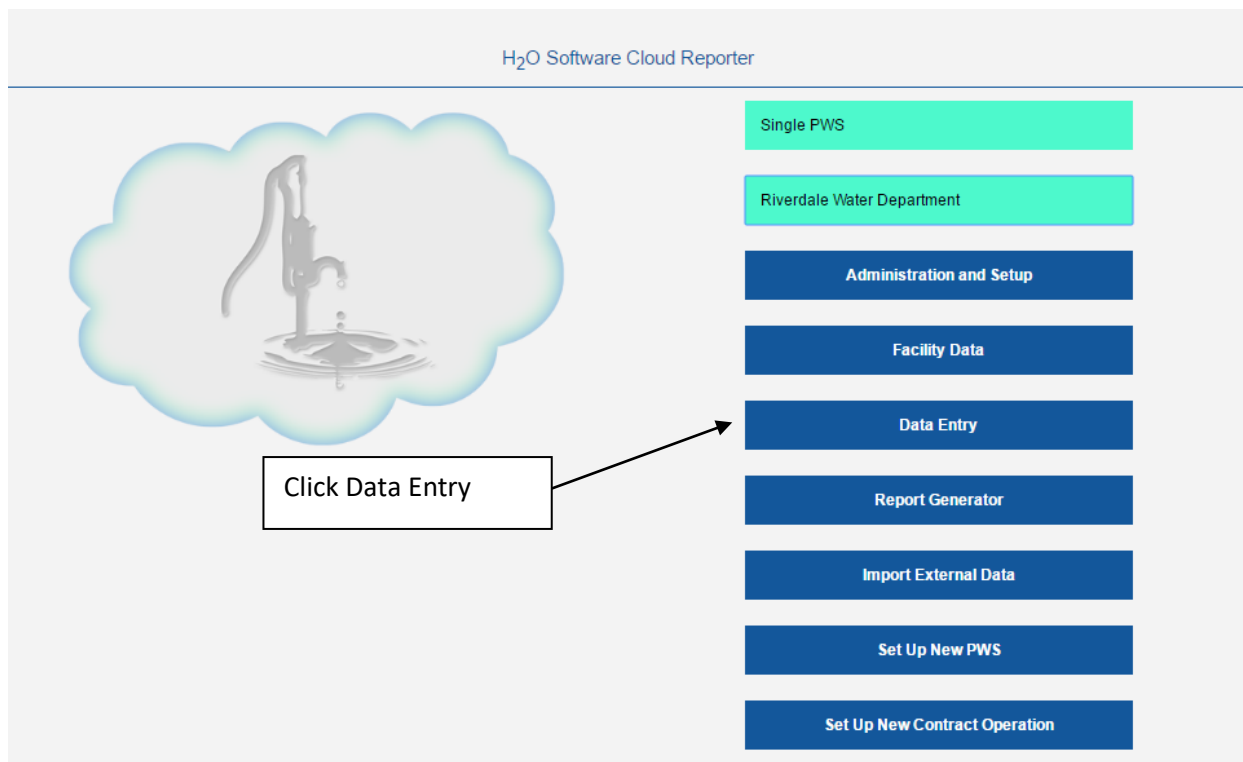 H₂O Software Cloud Reporter
Single PWS
Riverdale Water Department
Administration and Setup
Facility Data
Data Entry
Click Data Entry
Report Generator
Import External Data
Set Up New PWS
Set Up New Contract Operation